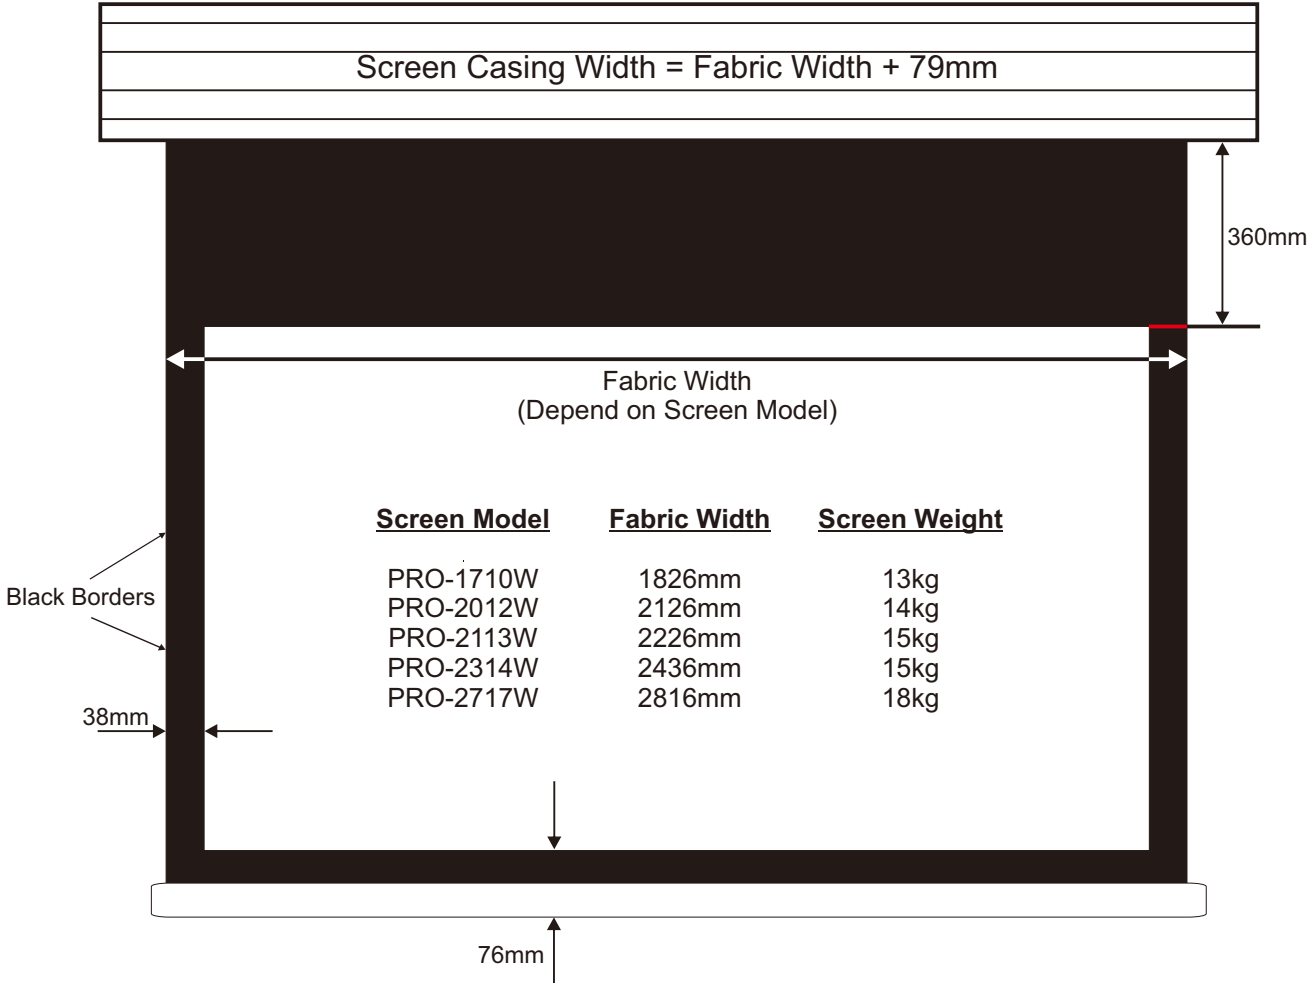 Screen Casing Width = Fabric Width + 79mm
360mm
Fabric Width
(Depend on Screen Model)
Screen Model Fabric Width Screen Weight
PRO-1710W 1826mm 13kg
PRO-2012W 2126mm 14kg
PRO-2113W 2226mm 15kg
PRO-2314W 2436mm 15kg
PRO-2717W 2816mm 18kg
Black Borders
38mm
76mm